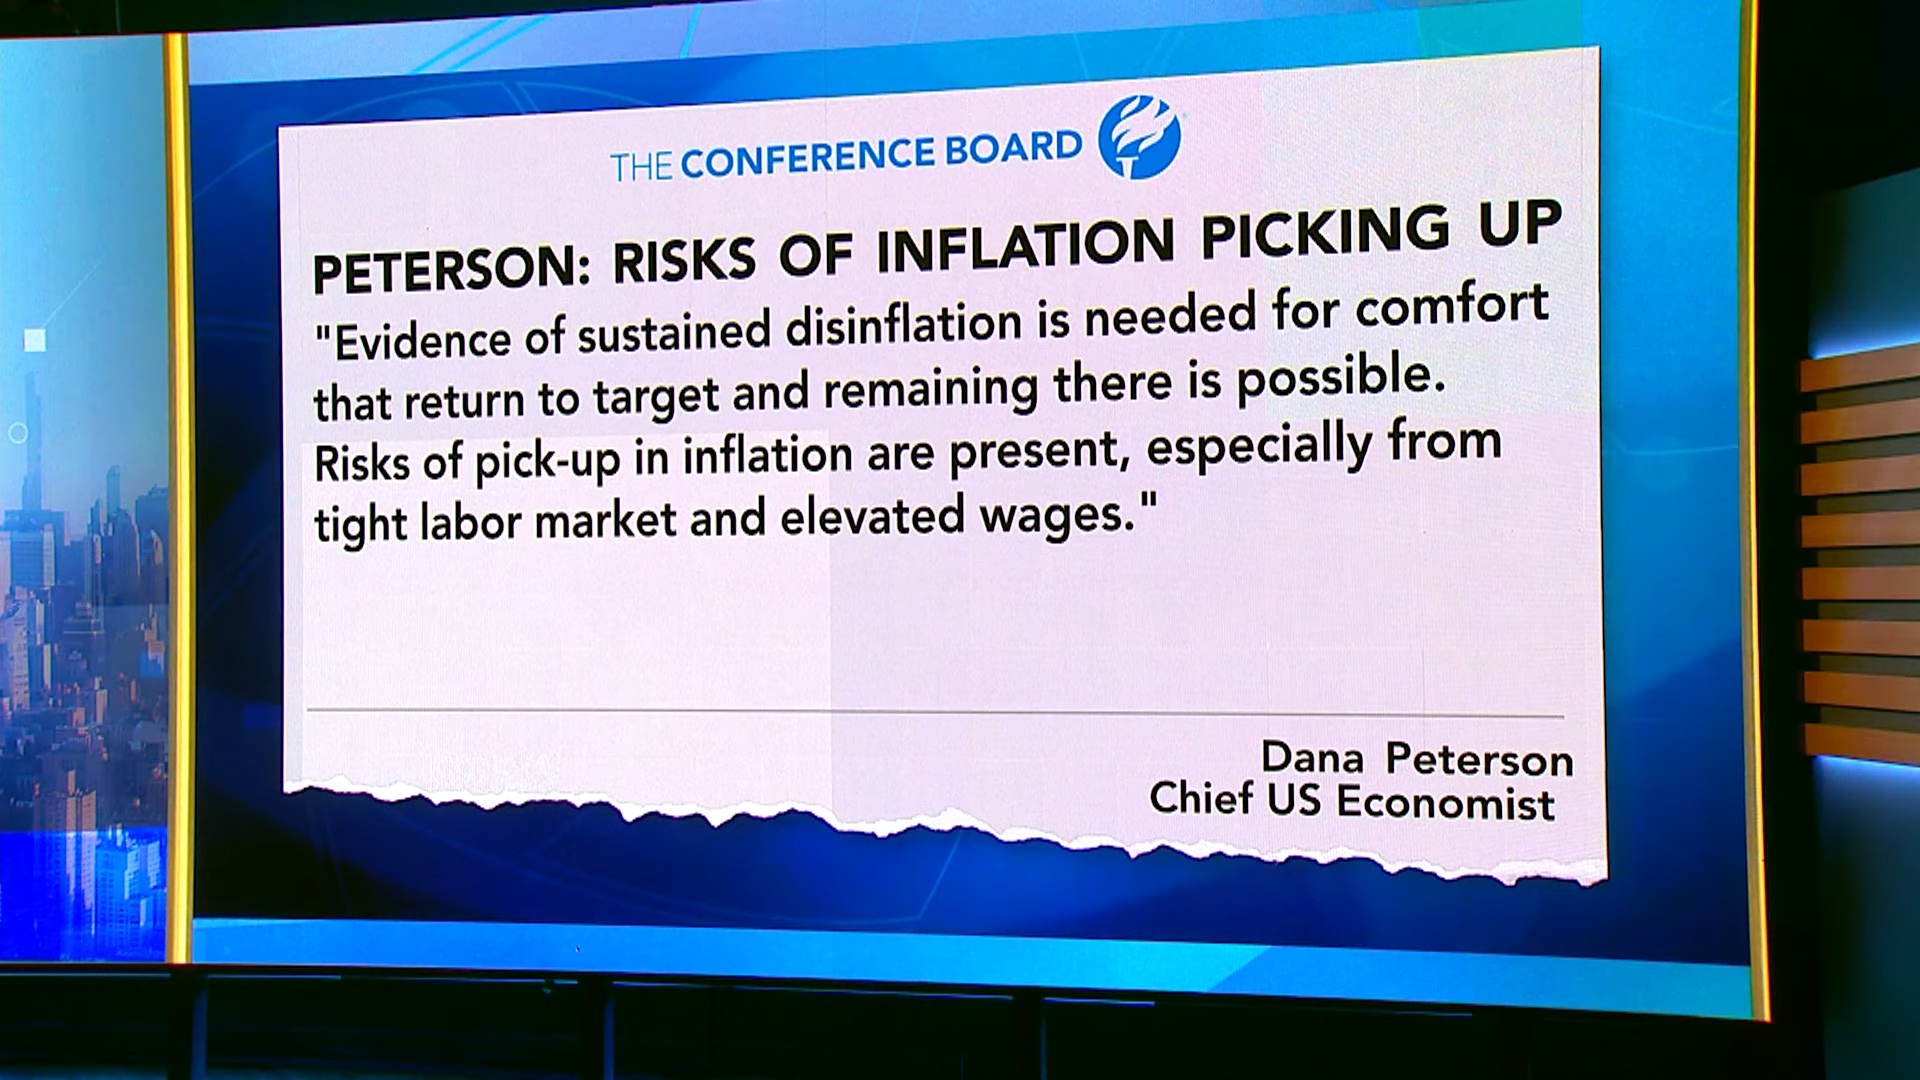 THE CONFERENCE BOARD
PETERSON: RISKS OF INFLATION PICKING UP
"Evidence of sustained disinflation is needed for comfort
that return to target and remaining there is possible.
Risks of pick-up in inflation are present, especially from
tight labor market and elevated wages."
Dana Peterson
Chief US Economist